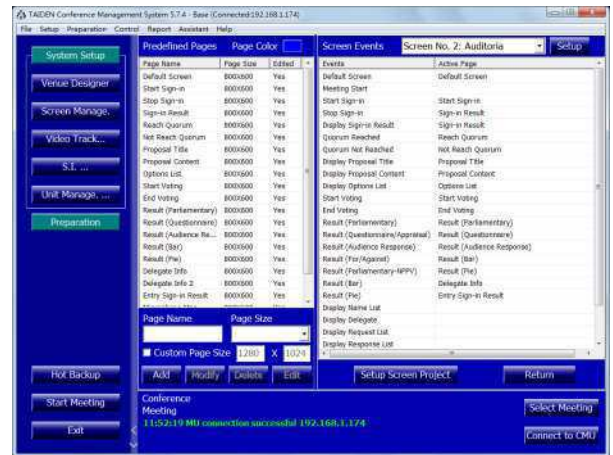 TAIDEN Conference Management System 5.7.4 - Base (Connected:192.168.1.174)
File Setup Preparation Control Report Assistant Help
System Setup
Venue Designer
Screen Manage.
Video Track...
S.I. ...
Unit Manage. ...
Preparation
Hot Backup
Start Meeting
Exit
Predefined Pages Page Color
Page Name Page Size Edited
Default Screen 800X600 Yes
Start Sign-in 800X600 Yes
Stop Sign-in 800X600 Yes
Sign-in Result 800X600 Yes
Reach Quorum 800X600 Yes
Not Reach Quorum 800X600 Yes
Proposal Title 800X600 Yes
Proposal Content 800X600 Yes
Options List 800X600 Yes
Start Voting 800X600 Yes
End Voting 800X600 Yes
Result (Parliamentary) 800X600 Yes
Result (Questionnaire) 800X600 Yes
Result (Audience Re... 800X600 Yes
Result (Bar) 800X600 Yes
Result (Pie) 800X600 Yes
Delegate Info 800X600 Yes
Delegate Info 2 800X600 Yes
Entry Sign-in Result 800X600 Yes
Page Name Page Size
Custom Page Size 1280 X 1024
Add Modify Delete Edit
Screen Events Screen No. 2: Auditoria Setup
Events Active Page
Default Screen Default Screen
Meeting Start
Start Sign-in Start Sign-in
Stop Sign-in Sign-in Result
Display Sign-in Result Sign-in Result
Quorum Reached Reach Quorum
Quorum Not Reached Not Reach Quorum
Display Proposal Title Proposal Title
Display Proposal Content Proposal Content
Display Options List Options List
Start Voting Start Voting
End Voting End Voting
Result (Parliamentary) Result (Parliamentary)
Result (Questionnaire/Appraisal) Result (Questionnaire)
Result (Audience Response) Result (Audience Response)
Result (For/Against) Result (Bar)
Result (Parliamentary-NPPV) Result (Pie)
Result (Bar) Delegate Info
Result (Pie) Entry Sign-in Result
Display Name List
Display Delegate
Display Request List
Display Response List
Setup Screen Project Return
Conference
Meeting
11:52:19 MU connection successful 192.168.1.174
Select Meeting
Connect to CMU